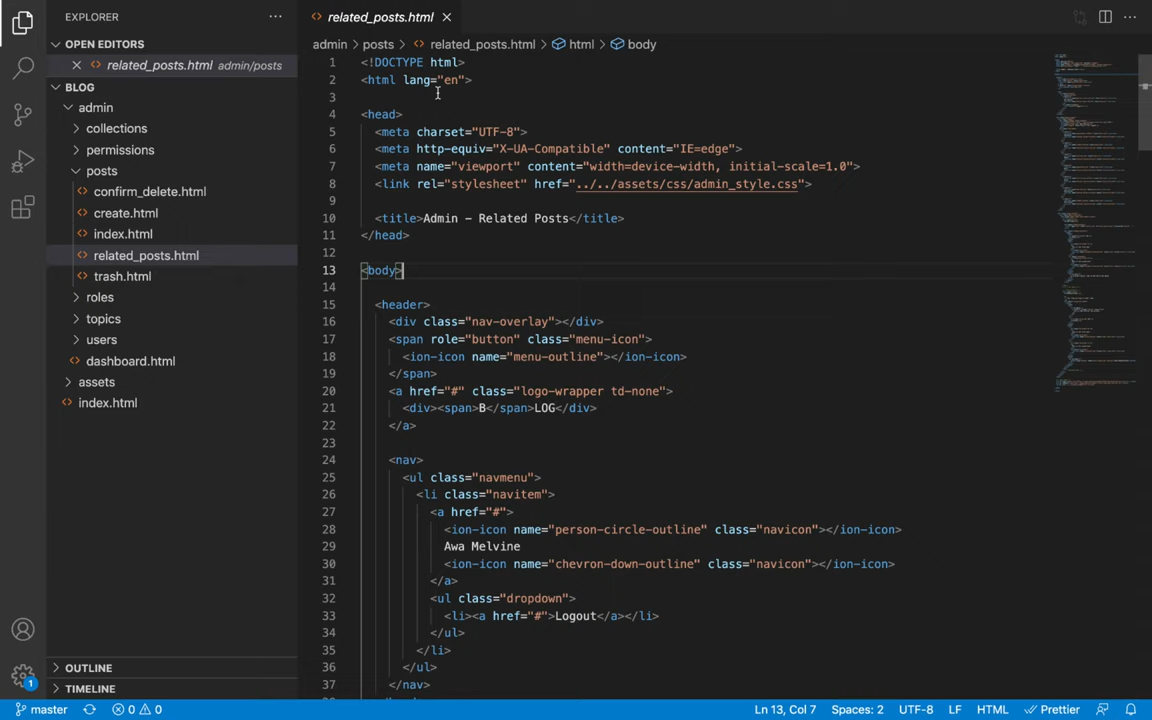 EXPLORER
OPEN EDITORS
related_posts.html admin/posts
BLOG
admin
collections
permissions
posts
confirm_delete.html
create.html
index.html
related_posts.html
trash.html
roles
topics
users
dashboard.html
assets
index.html
OUTLINE
TIMELINE
related_posts.html
admin > posts > related_posts.html > html > body
1 <!DOCTYPE html>
2 <html lang="en">
3
4 <head>
5 <meta charset="UTF-8">
6 <meta http-equiv="X-UA-Compatible" content="IE=edge">
7 <meta name="viewport" content="width=device-width, initial-scale=1.0">
8 <link rel="stylesheet" href="../../assets/css/admin_style.css">
9
10 <title>Admin - Related Posts</title>
11 </head>
12
13 <body>
14
15 <header>
16 <div class="nav-overlay"></div>
17 <span role="button" class="menu-icon">
18 <ion-icon name="menu-outline"></ion-icon>
19 </span>
20 <a href="#" class="logo-wrapper td-none">
21 <div><span>B</span>LOG</div>
22 </a>
23
24 <nav>
25 <ul class="navmenu">
26 <li class="navitem">
27 <a href="#">
28 <ion-icon name="person-circle-outline" class="navicon"></ion-icon>
29 Awa Melvine
30 <ion-icon name="chevron-down-outline" class="navicon"></ion-icon>
31 </a>
32 <ul class="dropdown">
33 <li><a href="#">Logout</a></li>
34 </ul>
35 </li>
36 </ul>
37 </nav>
1
master 0 0 Ln 13, Col 7 Spaces: 2 UTF-8 LF HTML Prettier